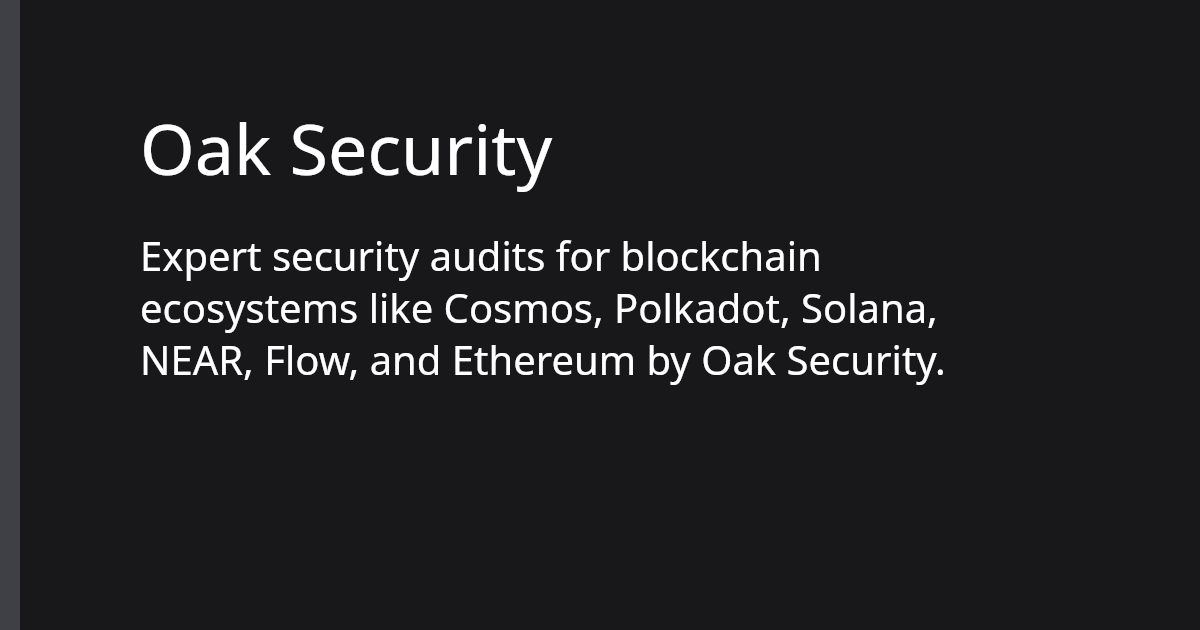 Oak Security
Expert security audits for blockchain
ecosystems like Cosmos, Polkadot, Solana,
NEAR, Flow, and Ethereum by Oak Security.